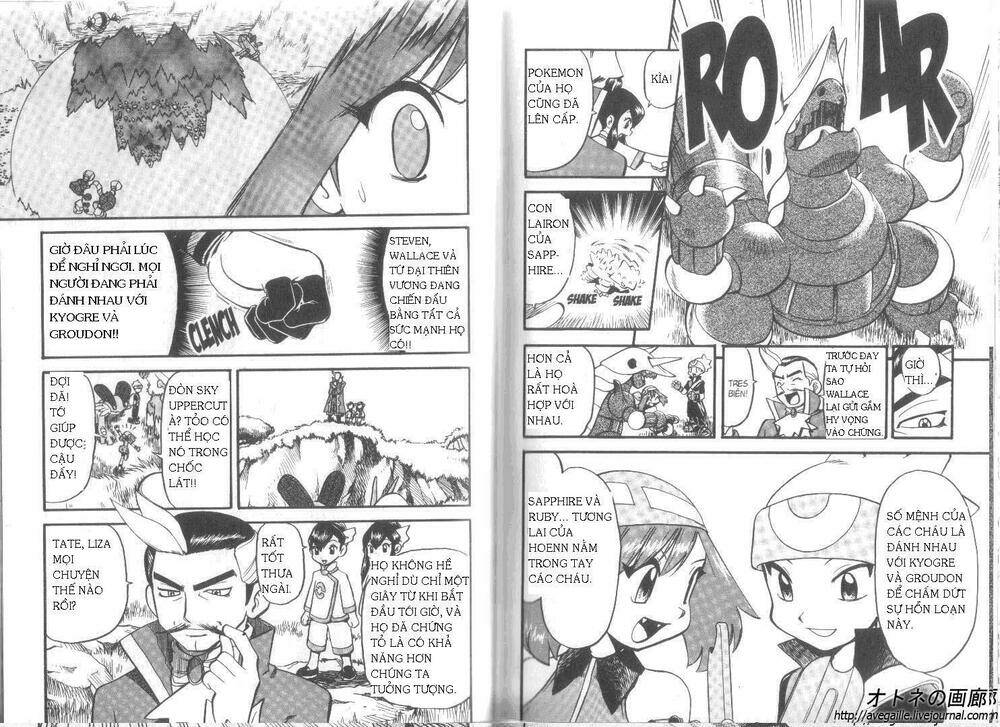 GIỜ ĐÂU PHẢI LÚC
ĐỂ NGHỈ NGƠI. MỌI
NGƯỜI ĐANG PHẢI
ĐÁNH NHAU VỚI
KYOGRE VÀ
GROUDON!!
CLENCH
STEVEN,
WALLACE VÀ
TỨ ĐẠI THIÊN
VƯƠNG ĐANG
CHIẾN ĐẤU
BẰNG TẤT CẢ
SỨC MẠNH HỌ
CÓ!!
ĐỢI
ĐÃ!
TỚ
GIÚP
ĐƯỢC
CẬU
ĐẤY!
ĐÒN SKY
UPPERCUT
À? TỎO CÓ
THỂ HỌC
NÓ TRONG
CHỐC
LÁT!!
TATE, LIZA
MỌI
CHUYỆN
THẾ NÀO
RỒI?
RẤT
TỐT
THƯA
NGÀI.
HỌ KHÔNG HỀ
NGHỈ DÙ CHỈ MỘT
GIÂY TỪ KHI BẮT
ĐẦU TỚI GIỜ, VÀ
HỌ ĐÃ CHỨNG
TỎ LÀ CÓ KHẢ
NĂNG HƠN
CHÚNG TA
TƯỞNG TƯỢNG.
ROAR
KÌA!
POKEMON
CỦA HỌ
CŨNG ĐÃ
LÊN CẤP.
CON
LAIRON
CỦA
SAPP-
HIRE.
SHAKE
SHAKE
GIỜ
THÌ...
TRƯỚC ĐAY
TA TỰ HỎI
SAO
WALLACE
LẠI GỬI GẮM
HY VỌNG
VÀO CHÚNG.
TRES
BIEN!
HƠN CẢ
LÀ HỌ
RẤT HOÀ
HỢP VỚI
NHAU.
SỐ MỆNH CỦA
CÁC CHÁU LÀ
ĐÁNH NHAU
VỚI KYOGRE
VÀ GROUDON
ĐỂ CHẤM DỨT
SỰ HỖN LOẠN
NÀY.
SAPPHIRE VÀ
RUBY... TƯƠNG
LAI CỦA
HOENN NẰM
TRONG TAY
CÁC CHÁU.
オトネの画廊
http://avegaille.livejournal.com